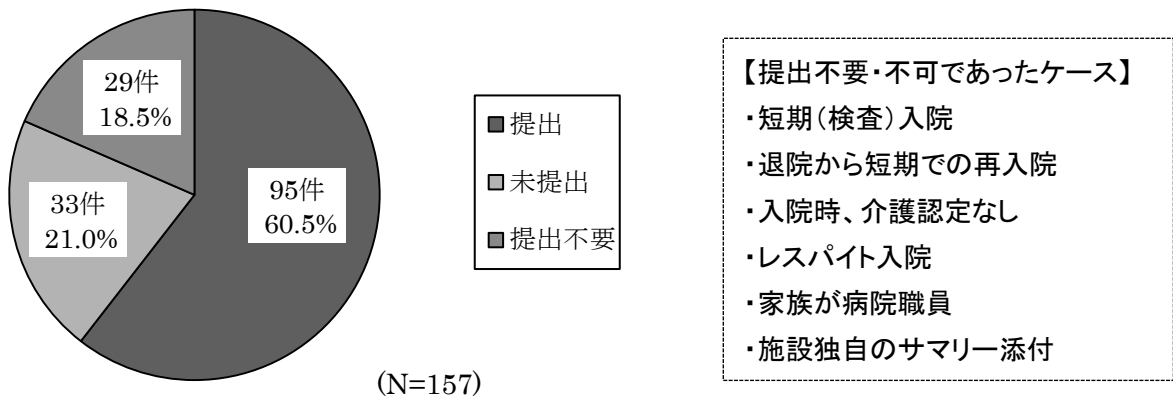 29件
18.5%
33件
21.0%
95件
60.5%
(N=157)
■提出
■未提出
■提出不要
【提出不要・不可であったケース】
・短期（検査）入院
・退院から短期での再入院
・入院時、介護認定なし
・レスパイト入院
・家族が病院職員
・施設独自のサマリー添付